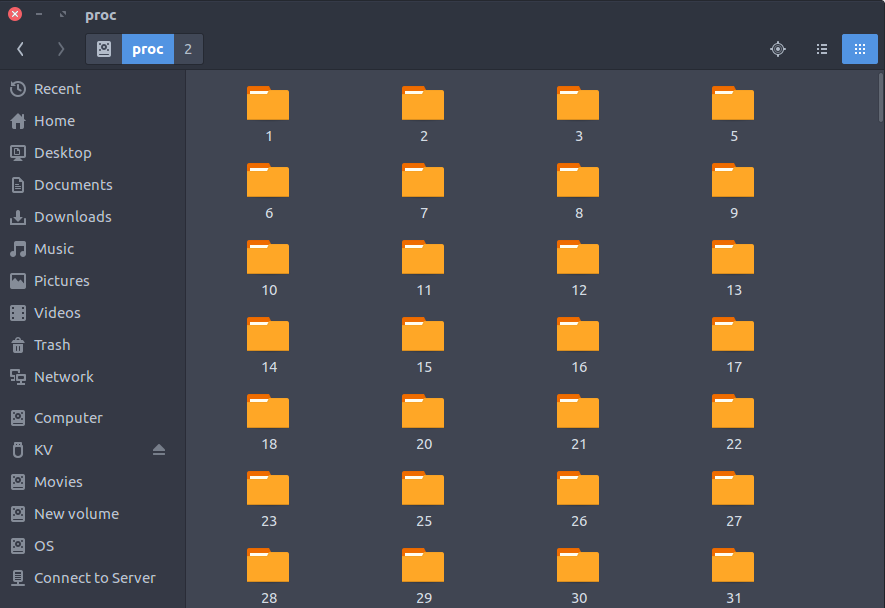 proc
proc 2
Recent
Home
Desktop
Documents
Downloads
Music
Pictures
Videos
Trash
Network
Computer
KV
Movies
New volume
OS
Connect to Server
1 2 3 5
6 7 8 9
10 11 12 13
14 15 16 17
18 20 21 22
23 25 26 27
28 29 30 31